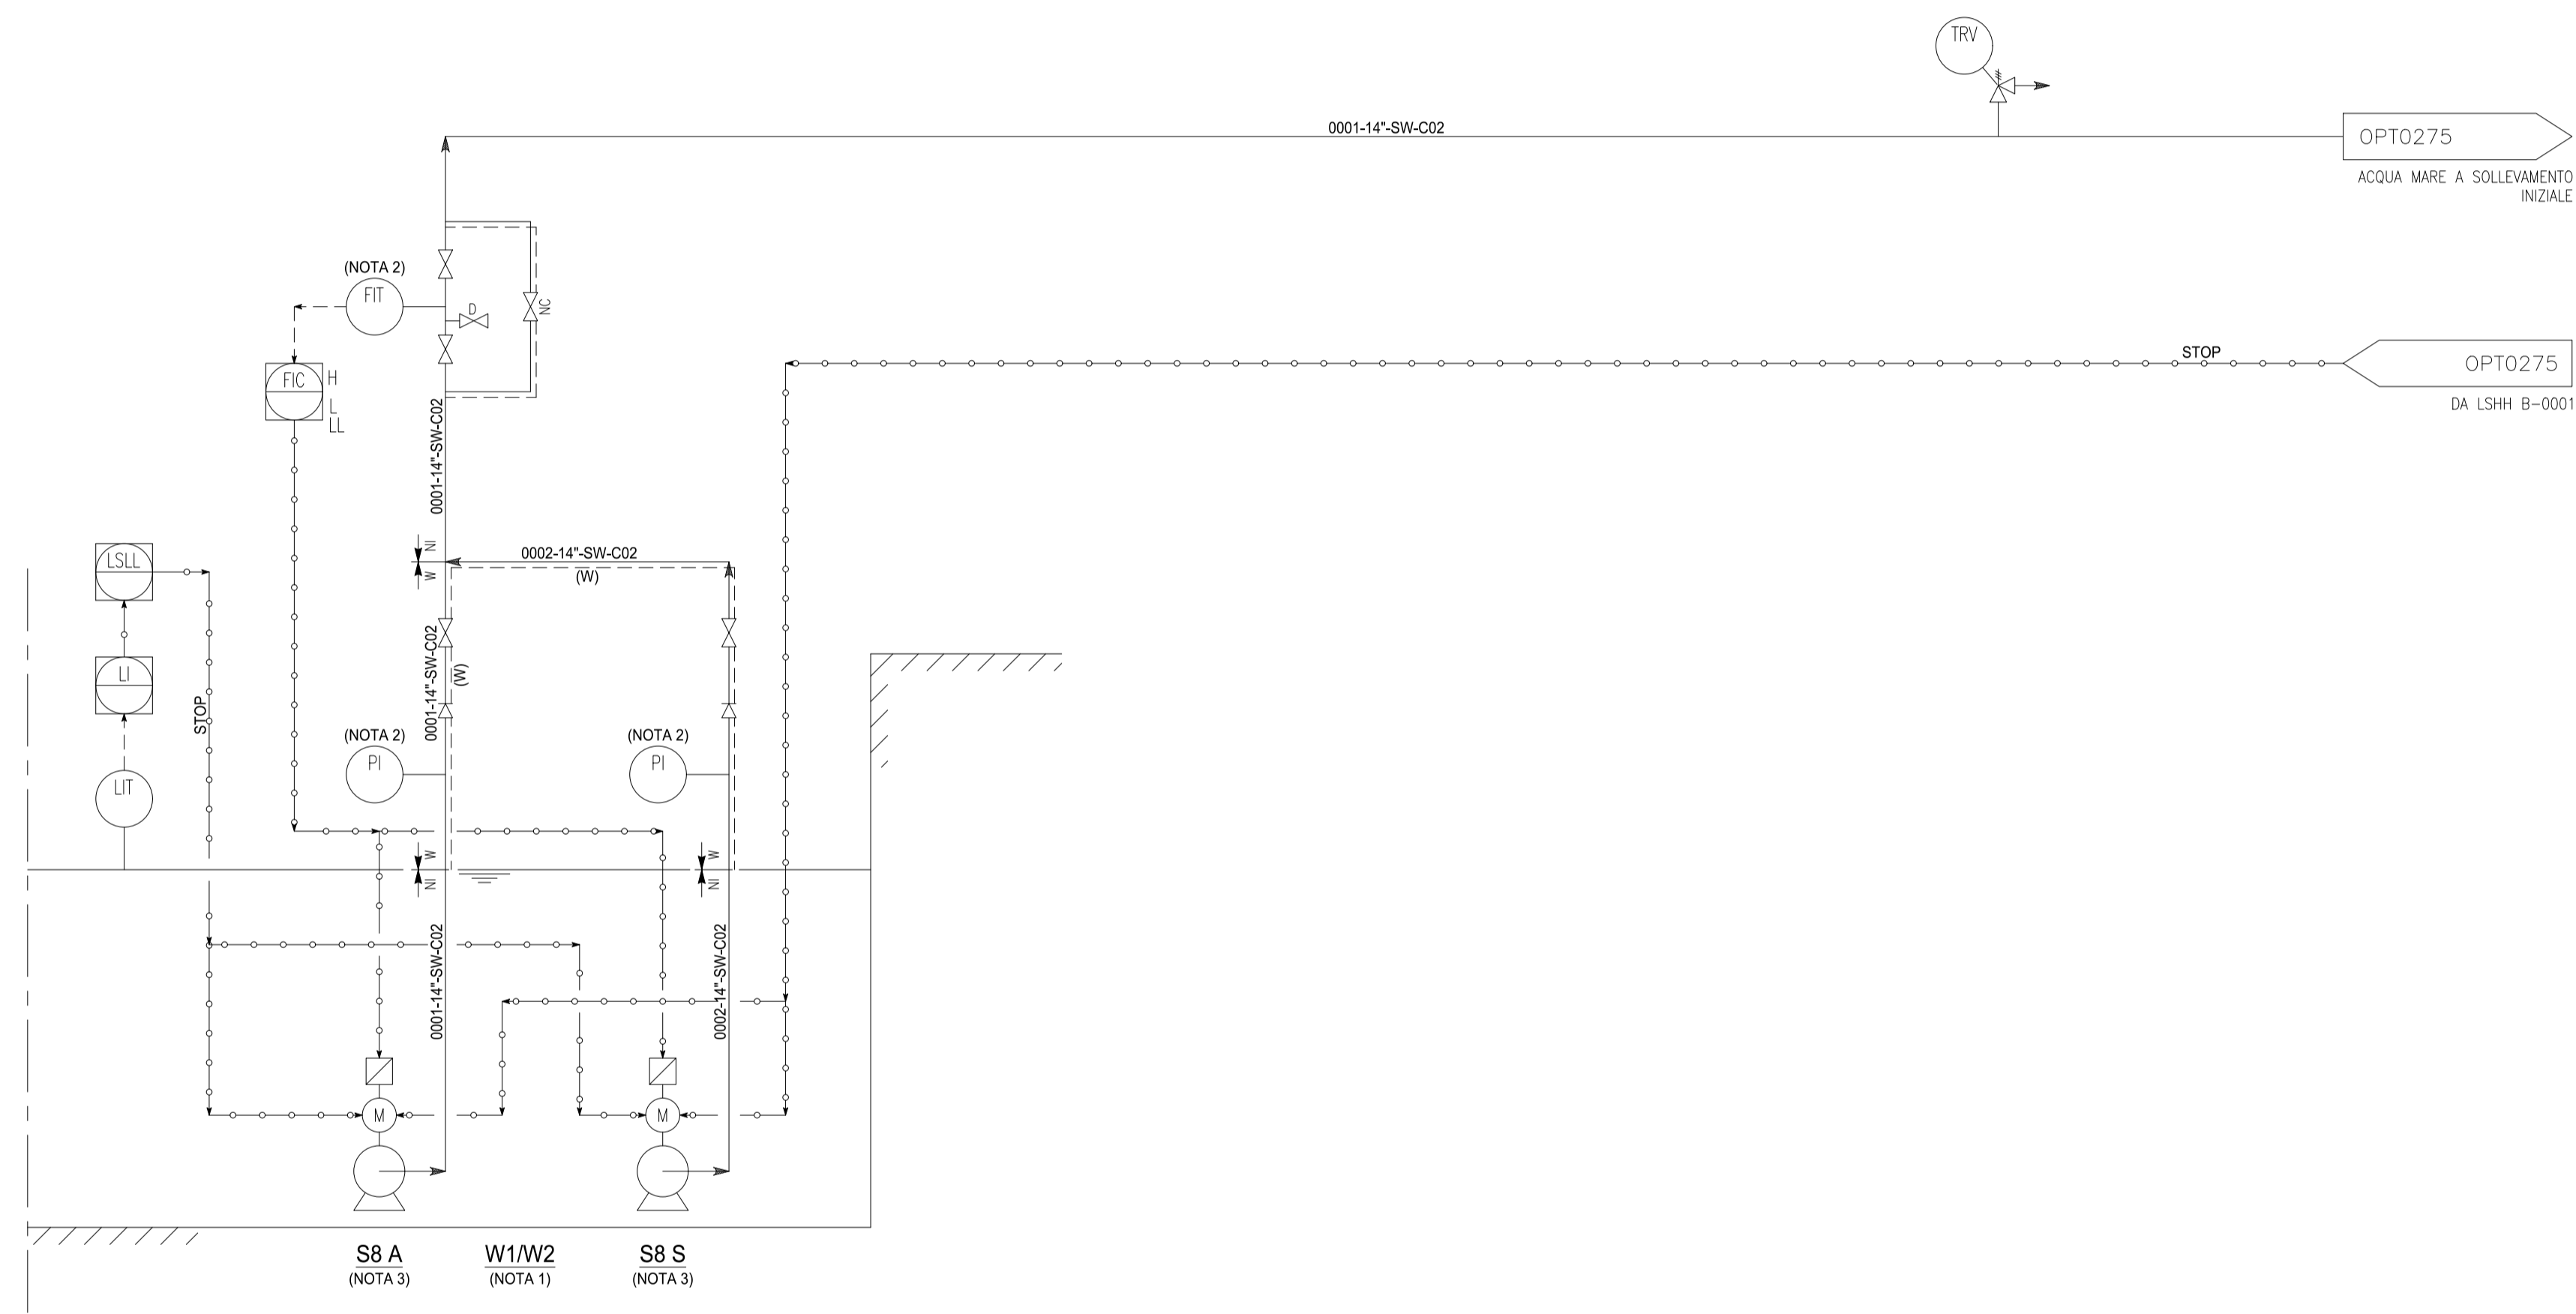 TRV
0001-14"-SW-C02
OPT0275
ACQUA MARE A SOLLEVAMENTO
INIZIALE
(NOTA 2)
FIT
D
NC
STOP
OPT0275
DA LSHH B-0001
FIC
H
L
LL
0001-14"-SW-C02
NI
W
0002-14"-SW-C02
(W)
LSLL
0001-14"-SW-C02
(W)
LI
STOP
(NOTA 2)
PI
(NOTA 2)
PI
LIT
W
NI
W
NI
0001-14"-SW-C02
0002-14"-SW-C02
M
M
S8 A
(NOTA 3)
W1/W2
(NOTA 1)
S8 S
(NOTA 3)